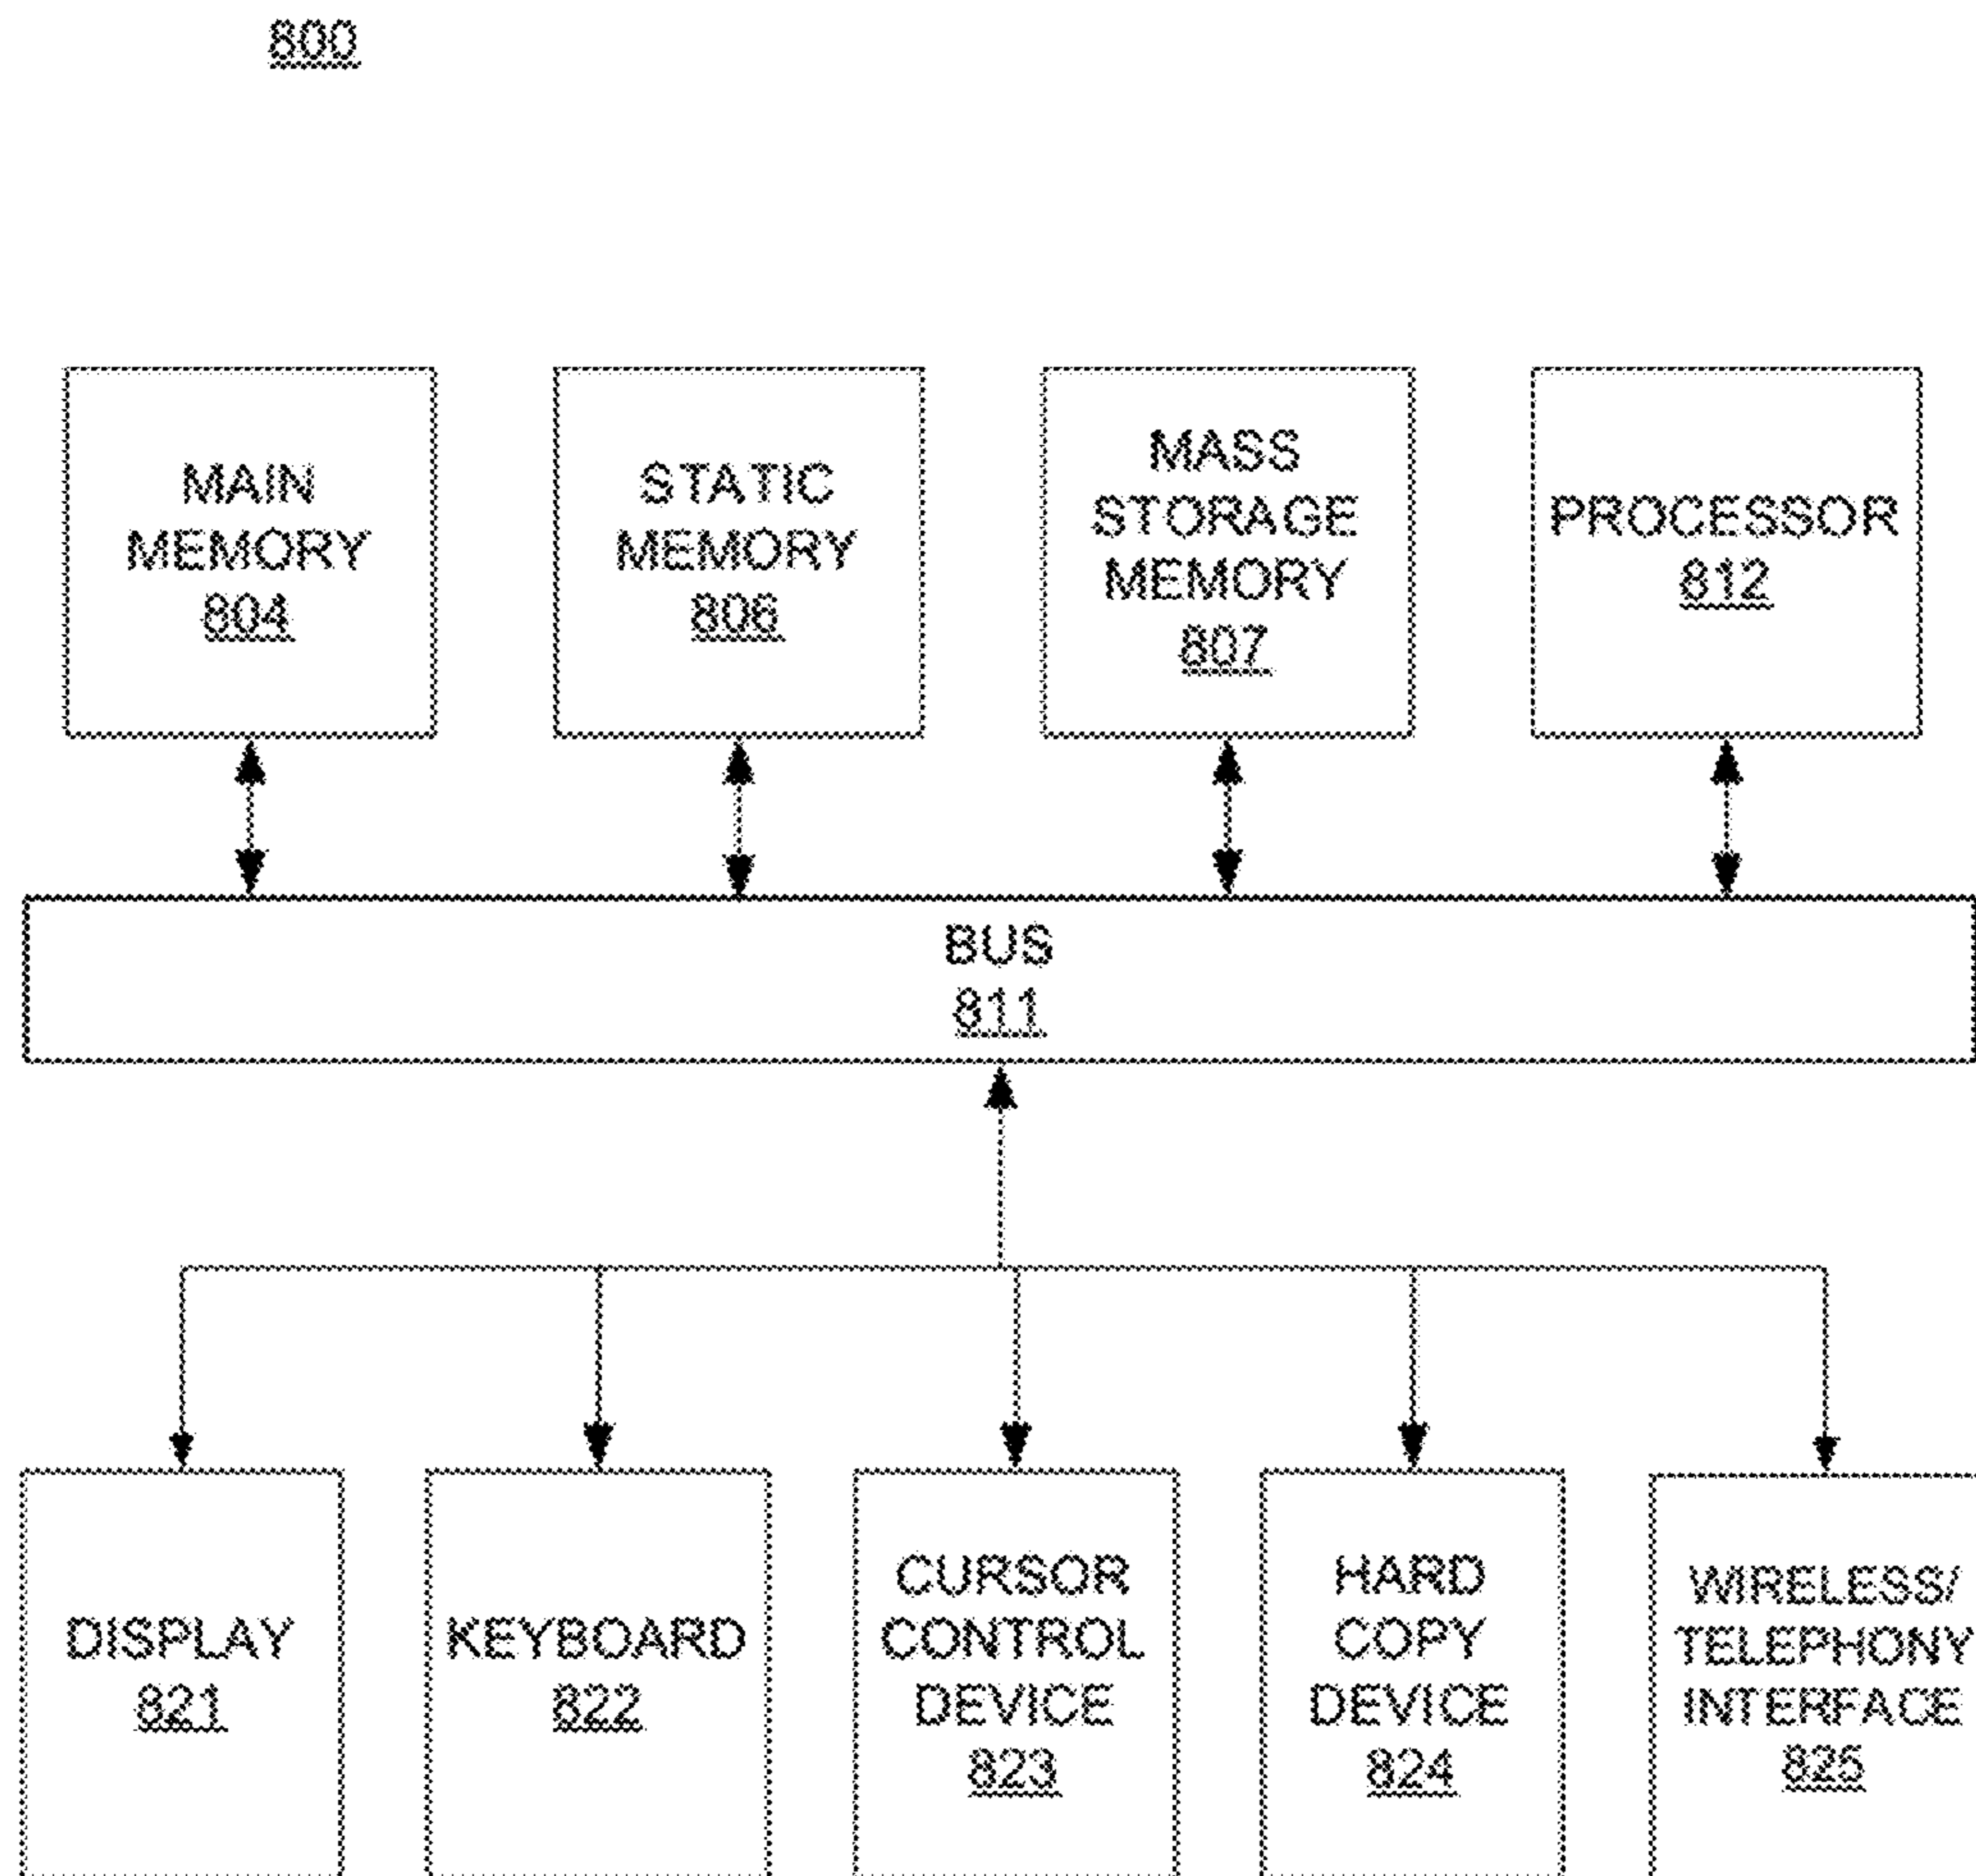 800
MAIN
MEMORY
804
STATIC
MEMORY
806
MASS
STORAGE
MEMORY
807
PROCESSOR
812
BUS
811
DISPLAY
821
KEYBOARD
822
CURSOR
CONTROL
DEVICE
823
HARD
COPY
DEVICE
824
WIRELESS/
TELEPHONY
INTERFACE
825